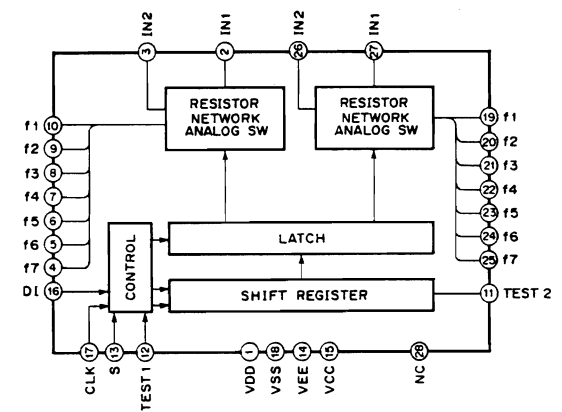 IN2
IN1
IN2
IN1
3
2
26
27
RESISTOR
NETWORK
ANALOG SW
RESISTOR
NETWORK
ANALOG SW
f1 10
f2 9
f3 8
f4 7
f5 6
f6 5
f7 4
DI 16
19 f1
20 f2
21 f3
22 f4
23 f5
24 f6
25 f7
11 TEST 2
CONTROL
LATCH
SHIFT REGISTER
17
13
12
1
18
14
15
28
CLK
S
TEST 1
VDD
VSS
VEE
VCC
NC